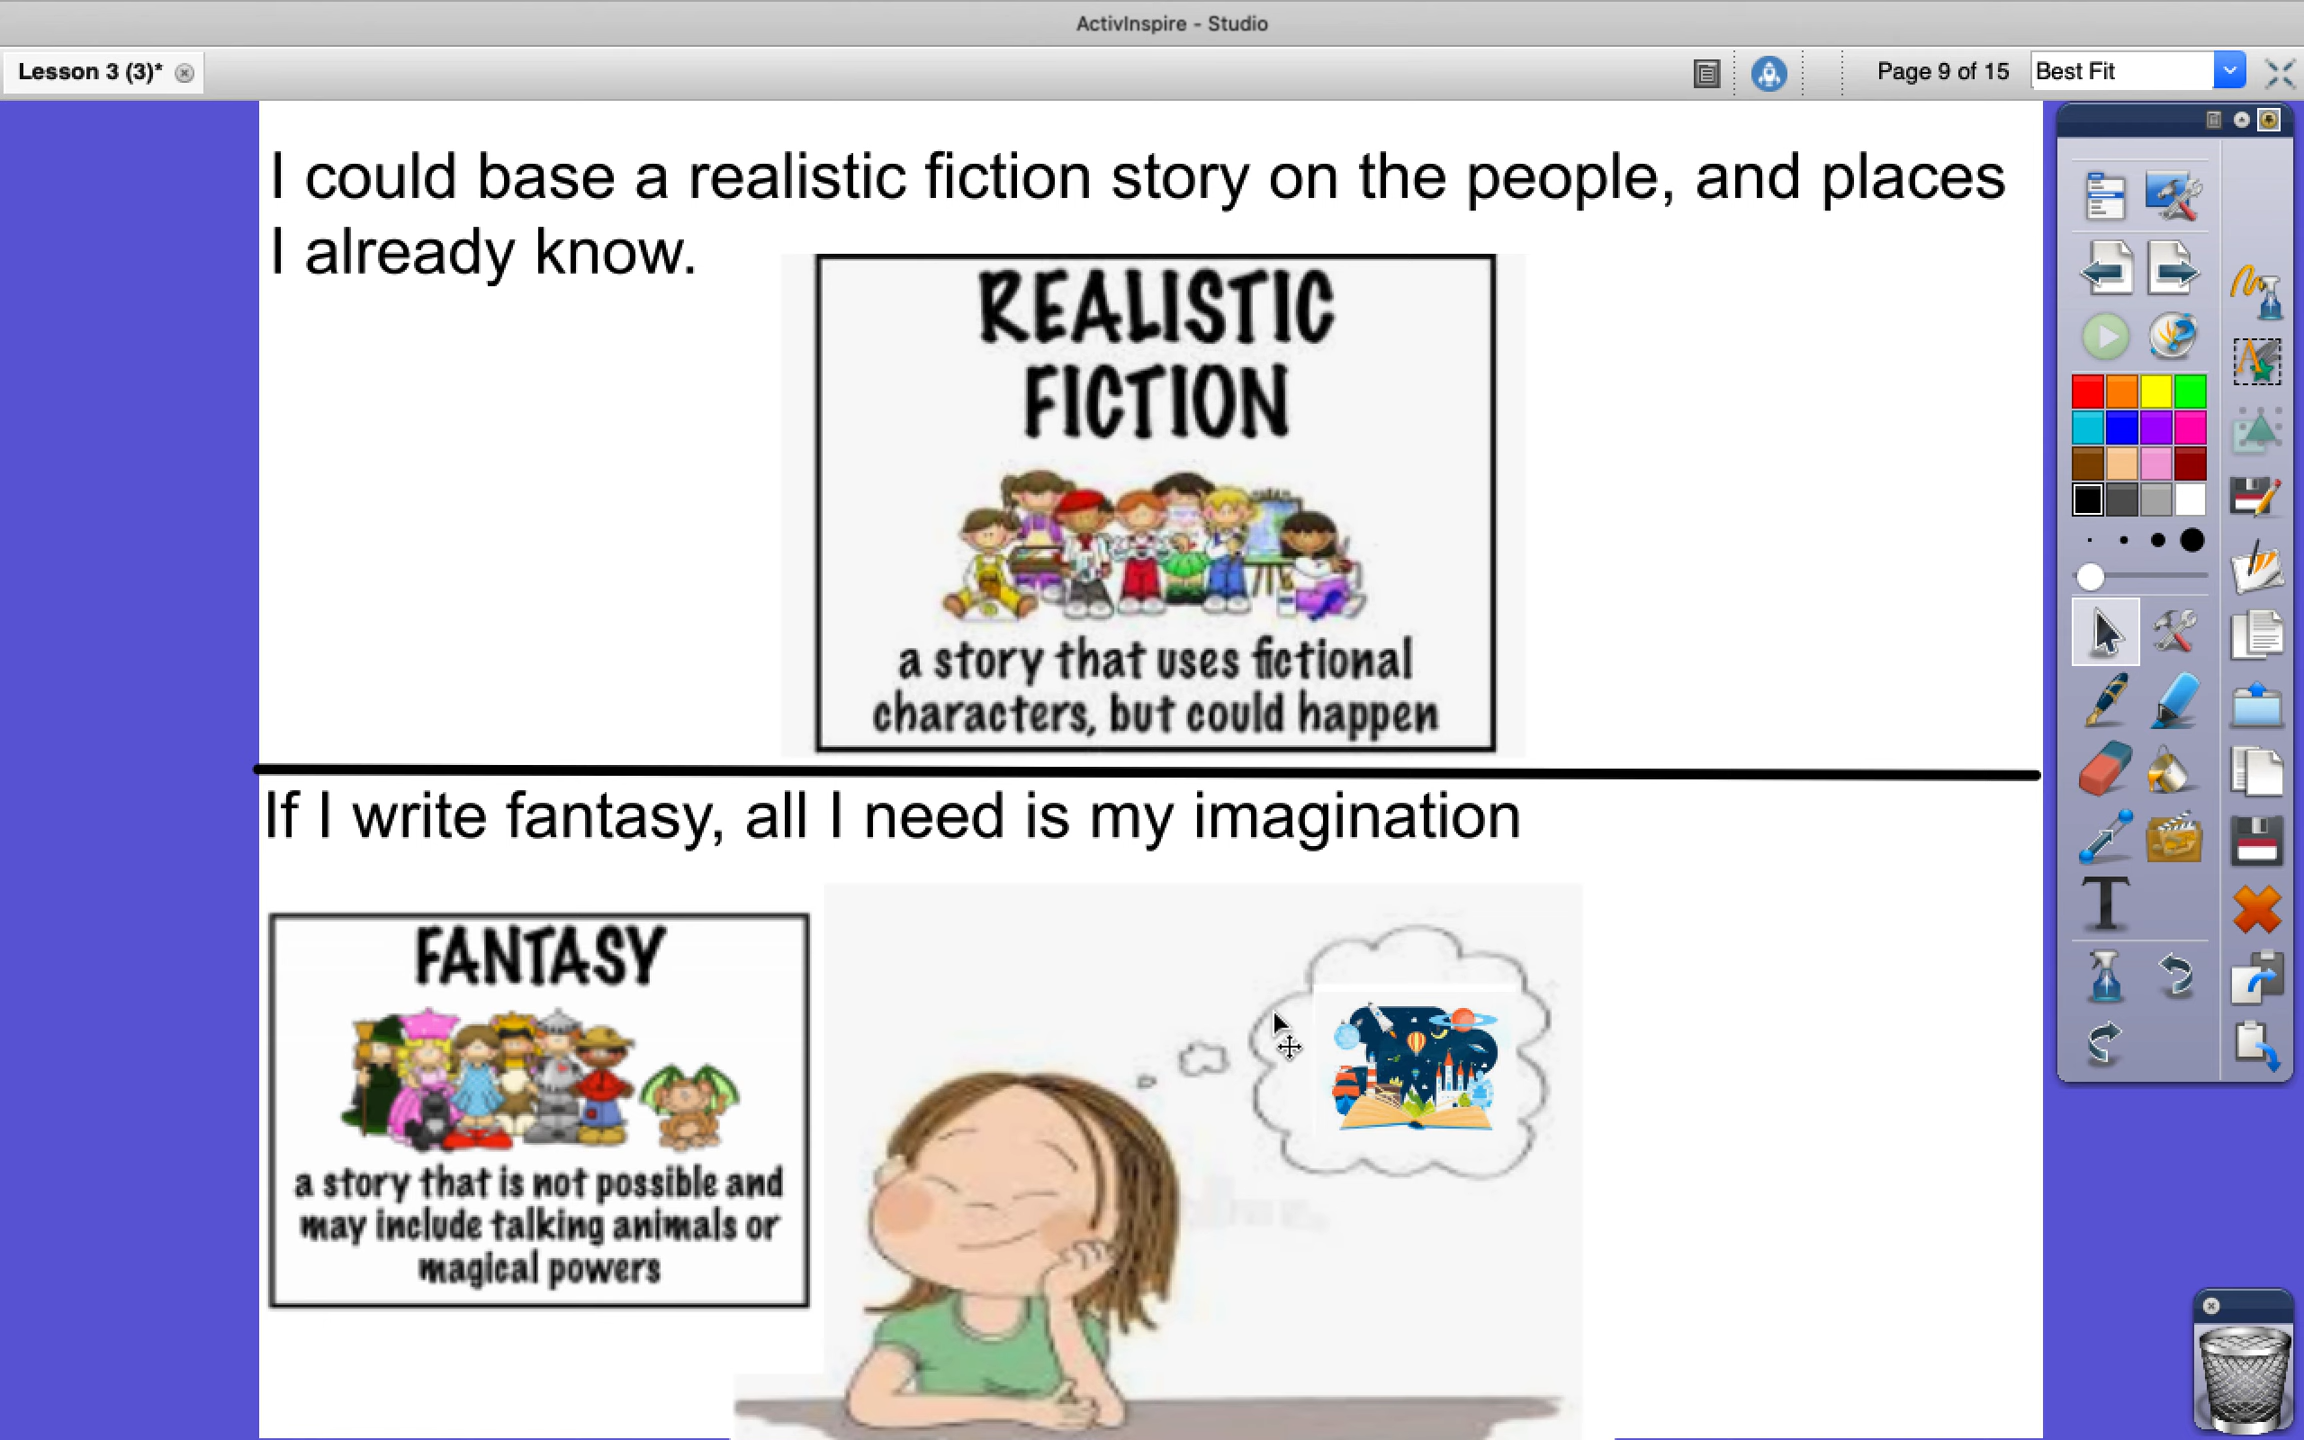 ActivInspire - Studio
Lesson 3 (3)*
Page 9 of 15
Best Fit
I could base a realistic fiction story on the people, and places
I already know.
REALISTIC
FICTION
a story that uses fictional
characters, but could happen
If I write fantasy, all I need is my imagination
FANTASY
a story that is not possible and
may include talking animals or
magical powers
T